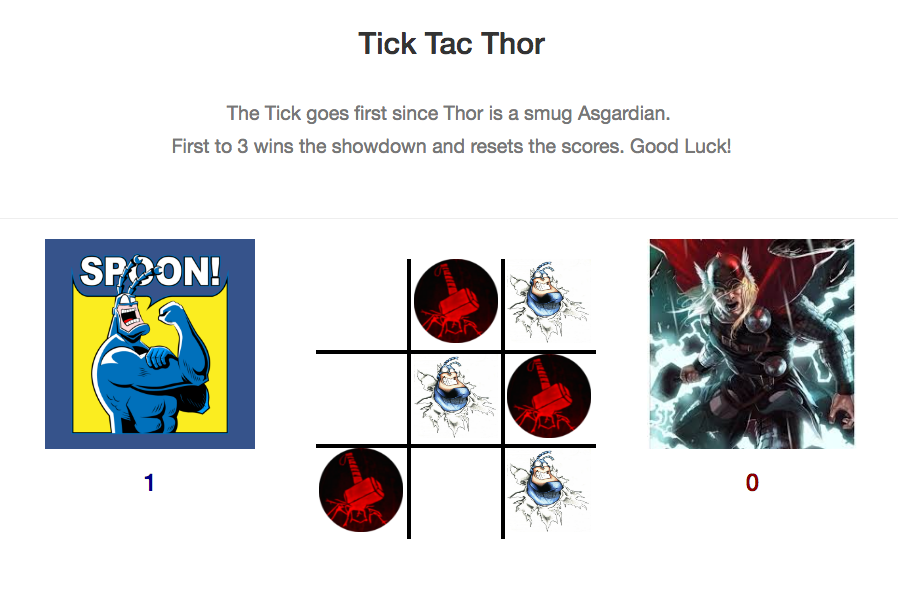 Tick Tac Thor
The Tick goes first since Thor is a smug Asgardian.
First to 3 wins the showdown and resets the scores. Good Luck!
SPOON!
1
0